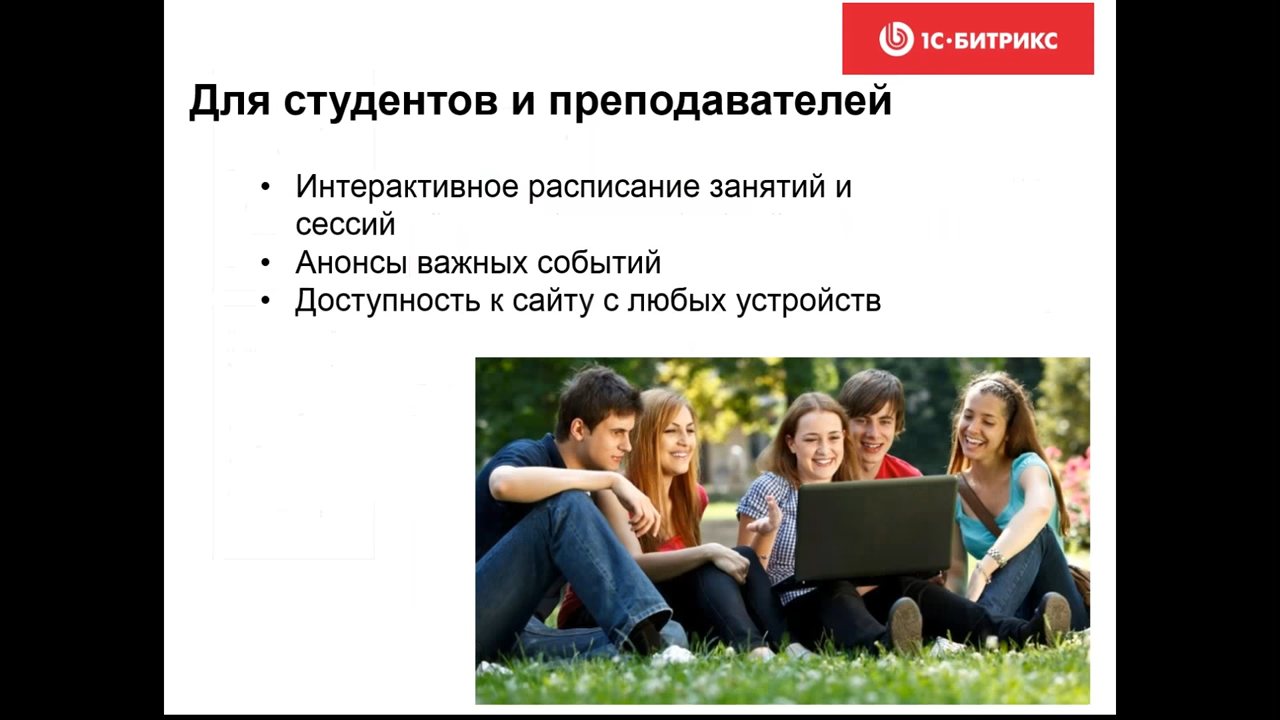 1С·БИТРИКС
Для студентов и преподавателей
• Интерактивное расписание занятий и
сессий
• Анонсы важных событий
• Доступность к сайту с любых устройств